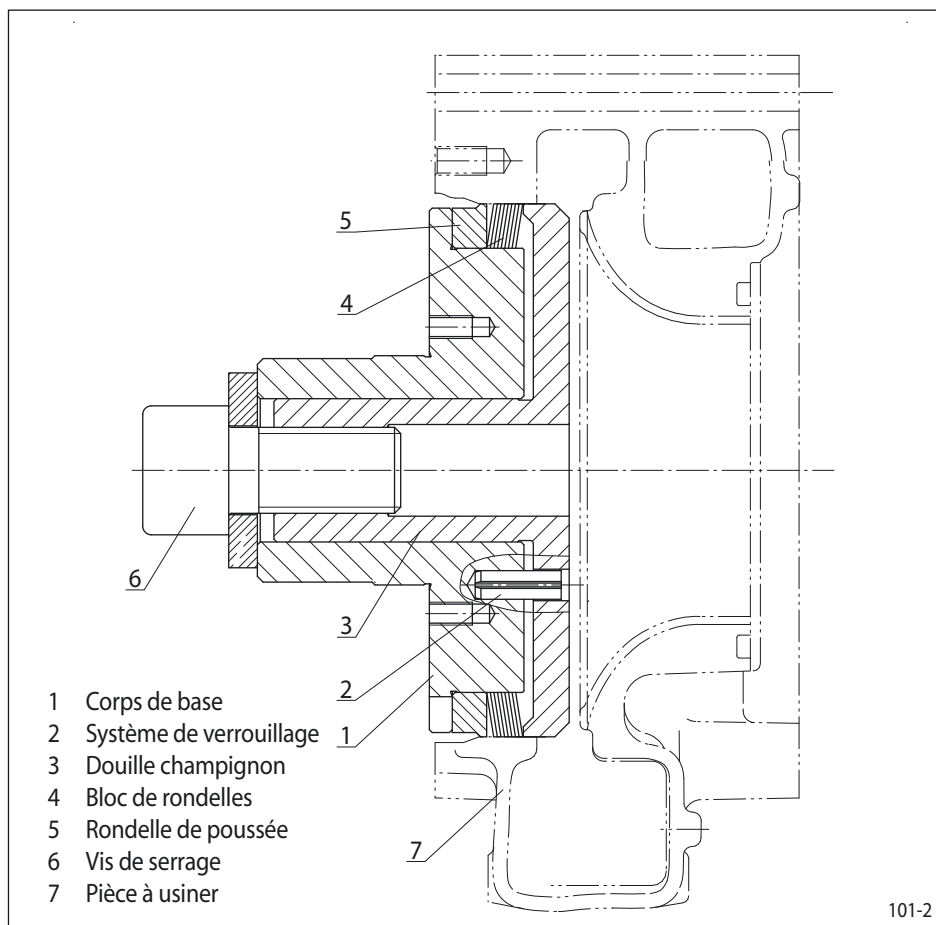 5
4
6
3
2
1
7
1 Corps de base
2 Système de verrouillage
3 Douille champignon
4 Bloc de rondelles
5 Rondelle de poussée
6 Vis de serrage
7 Pièce à usiner
101-2